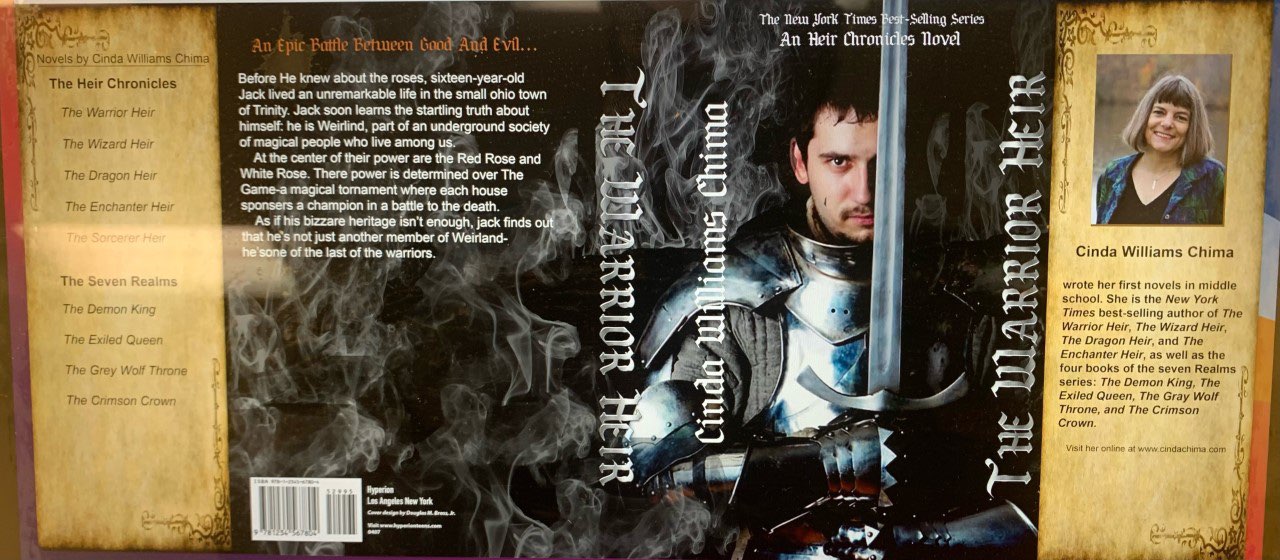 Novels by Cinda Williams Chima
The Heir Chronicles
The Warrior Heir
The Wizard Heir
The Dragon Heir
The Enchanter Heir
The Sorcerer Heir
The Seven Realms
The Demon King
The Exiled Queen
The Grey Wolf Throne
The Crimson Crown
An Epic Battle Between Good And Evil...
Before He knew about the roses, sixteen-year-old
Jack lived an unremarkable life in the small ohio town
of Trinity. Jack soon learns the startling truth about
himself: he is Weirlind, part of an underground society
of magical people who live among us.
At the center of their power are the Red Rose and
White Rose. There power is determined over The
Game-a magical tornament where each house
sponsers a champion in a battle to the death.
As if his bizzare heritage isn't enough, jack finds out
that he's not just another member of Weirland-
he'sone of the last of the warriors.
52995
Hyperion
Los Angeles New York
Cover design by Douglas M. Bross, Jr.
Visit www.hyperionteens.com
0407
The Warrior Heir
Cinda Williams Chima
The New York Times Best-Selling Series
An Heir Chronicles Novel
The Warrior Heir
Cinda Williams Chima
wrote her first novels in middle
school. She is the New York
Times best-selling author of The
Warrior Heir, The Wizard Heir,
The Dragon Heir, and The
Enchanter Heir, as well as the
four books of the seven Realms
series: The Demon King, The
Exiled Queen, The Gray Wolf
Throne, and The Crimson
Crown.
Visit her online at www.cindachima.com